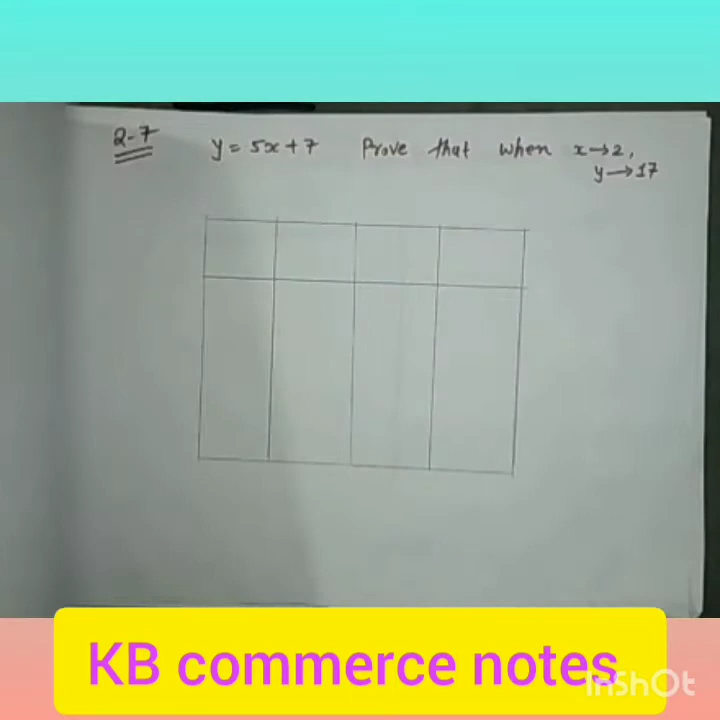 Q-7 y = 5x + 7 Prove that when x→2,
y→17
KB commerce notes
InShOt